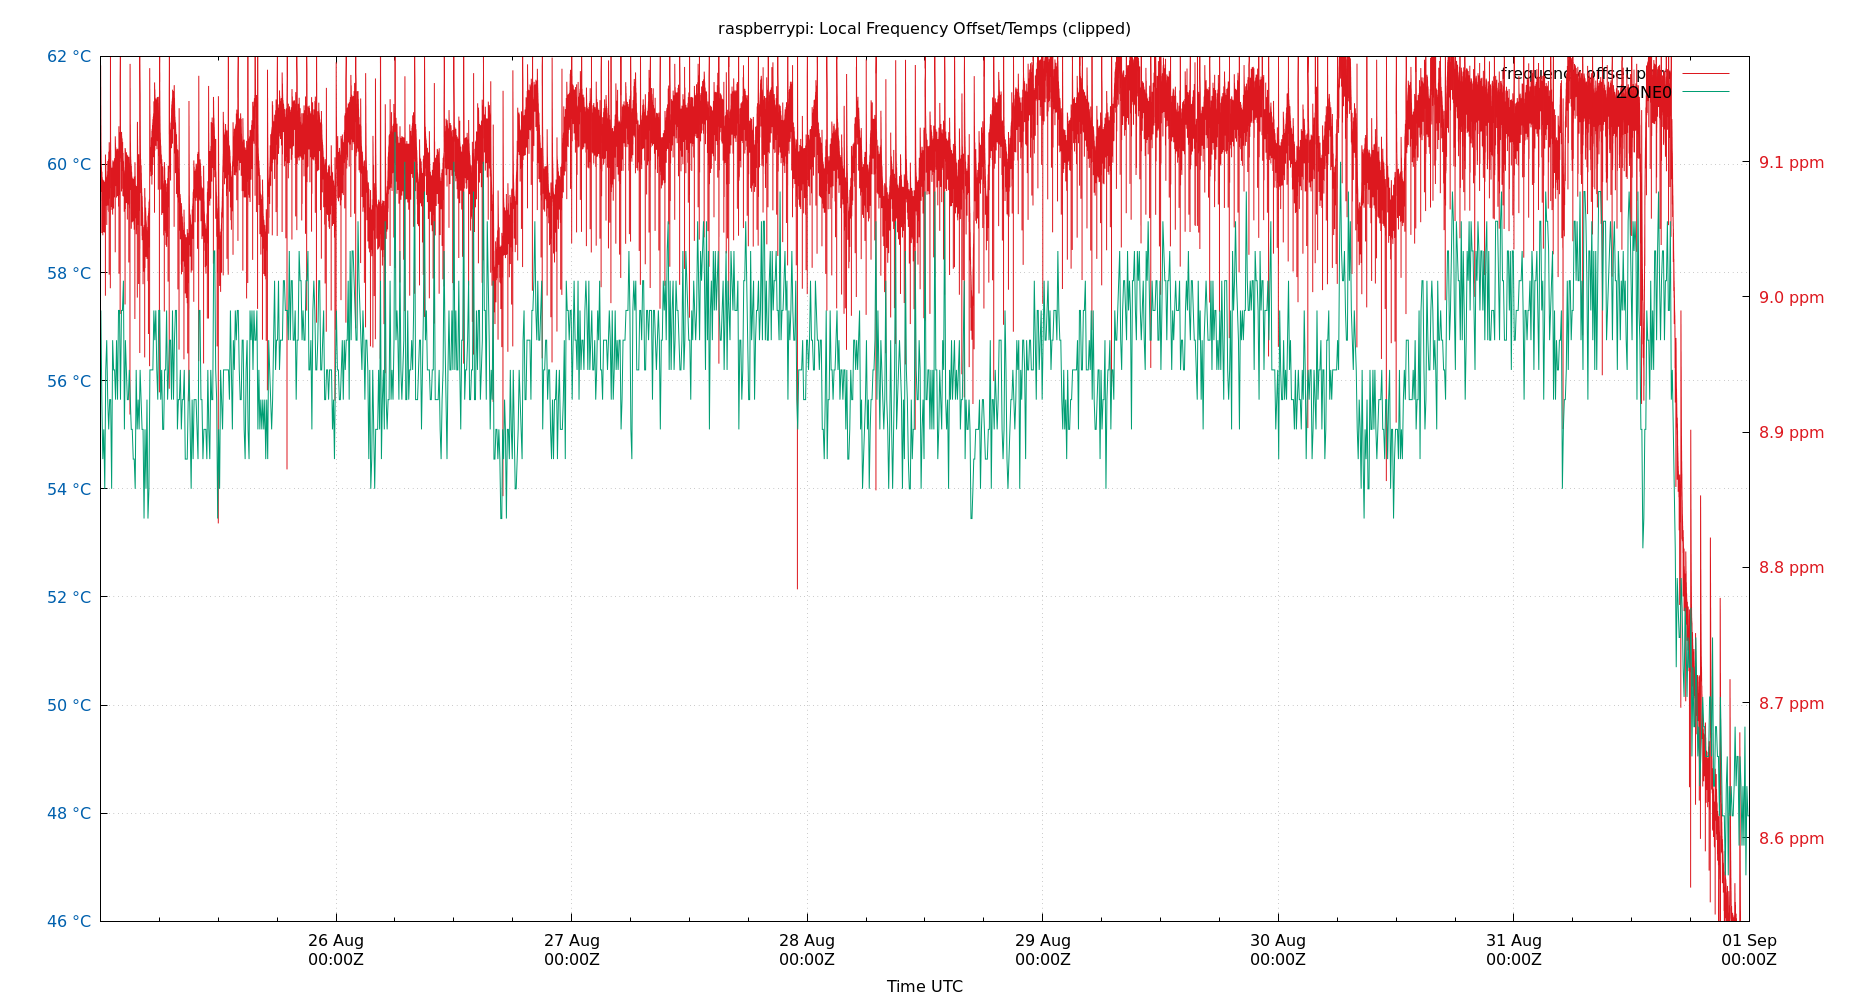 raspberrypi: Local Frequency Offset/Temps (clipped)
62 °C
60 °C
58 °C
56 °C
54 °C
52 °C
50 °C
48 °C
46 °C
frequency offset ppm
ZONE0
9.1 ppm
9.0 ppm
8.9 ppm
8.8 ppm
8.7 ppm
8.6 ppm
26 Aug
00:00Z
27 Aug
00:00Z
28 Aug
00:00Z
29 Aug
00:00Z
30 Aug
00:00Z
31 Aug
00:00Z
01 Sep
00:00Z
Time UTC